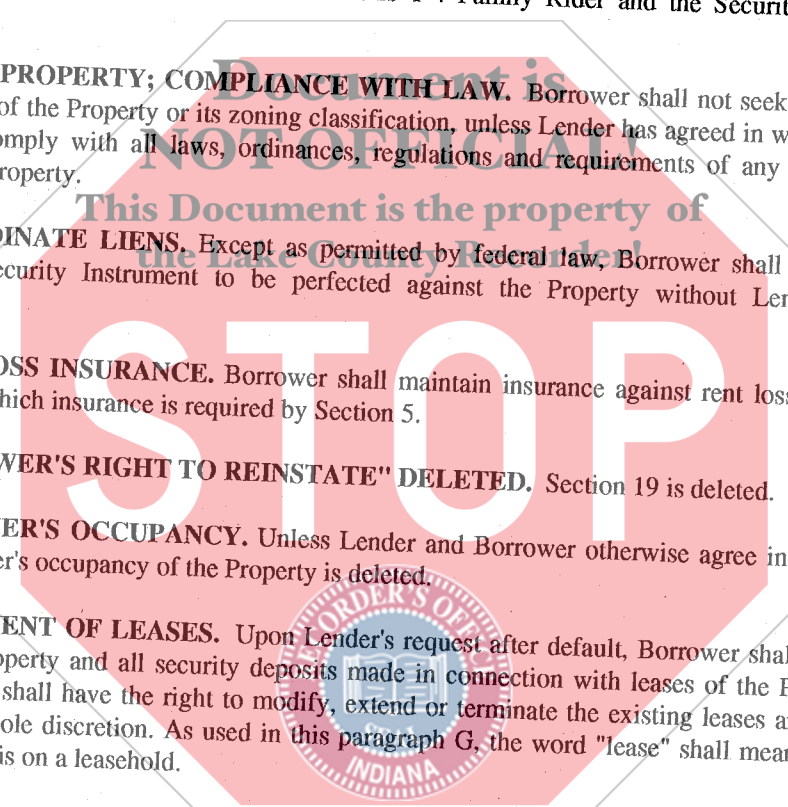 Family Rider and the Securit
PROPERTY; COMPLIANCE WITH LAW. Borrower shall not seek
of the Property or its zoning classification, unless Lender has agreed in w
omply with all laws, ordinances, regulations and requirements of any
roperty.
Document is
NOT OFFICIAL!
This Document is the property of
the Lake County Recorder!
DINATE LIENS. Except as permitted by federal law, Borrower shall
ecurity Instrument to be perfected against the Property without Len
STOP
OSS INSURANCE. Borrower shall maintain insurance against rent loss
hich insurance is required by Section 5.
WER'S RIGHT TO REINSTATE" DELETED. Section 19 is deleted.
ER'S OCCUPANCY. Unless Lender and Borrower otherwise agree in
er's occupancy of the Property is deleted.
ENT OF LEASES. Upon Lender's request after default, Borrower shal
operty and all security deposits made in connection with leases of the P
shall have the right to modify, extend or terminate the existing leases a
ole discretion. As used in this paragraph G, the word "lease" shall mean
is on a leasehold.
RECORDER'S OFFICE
SEAL
INDIANA